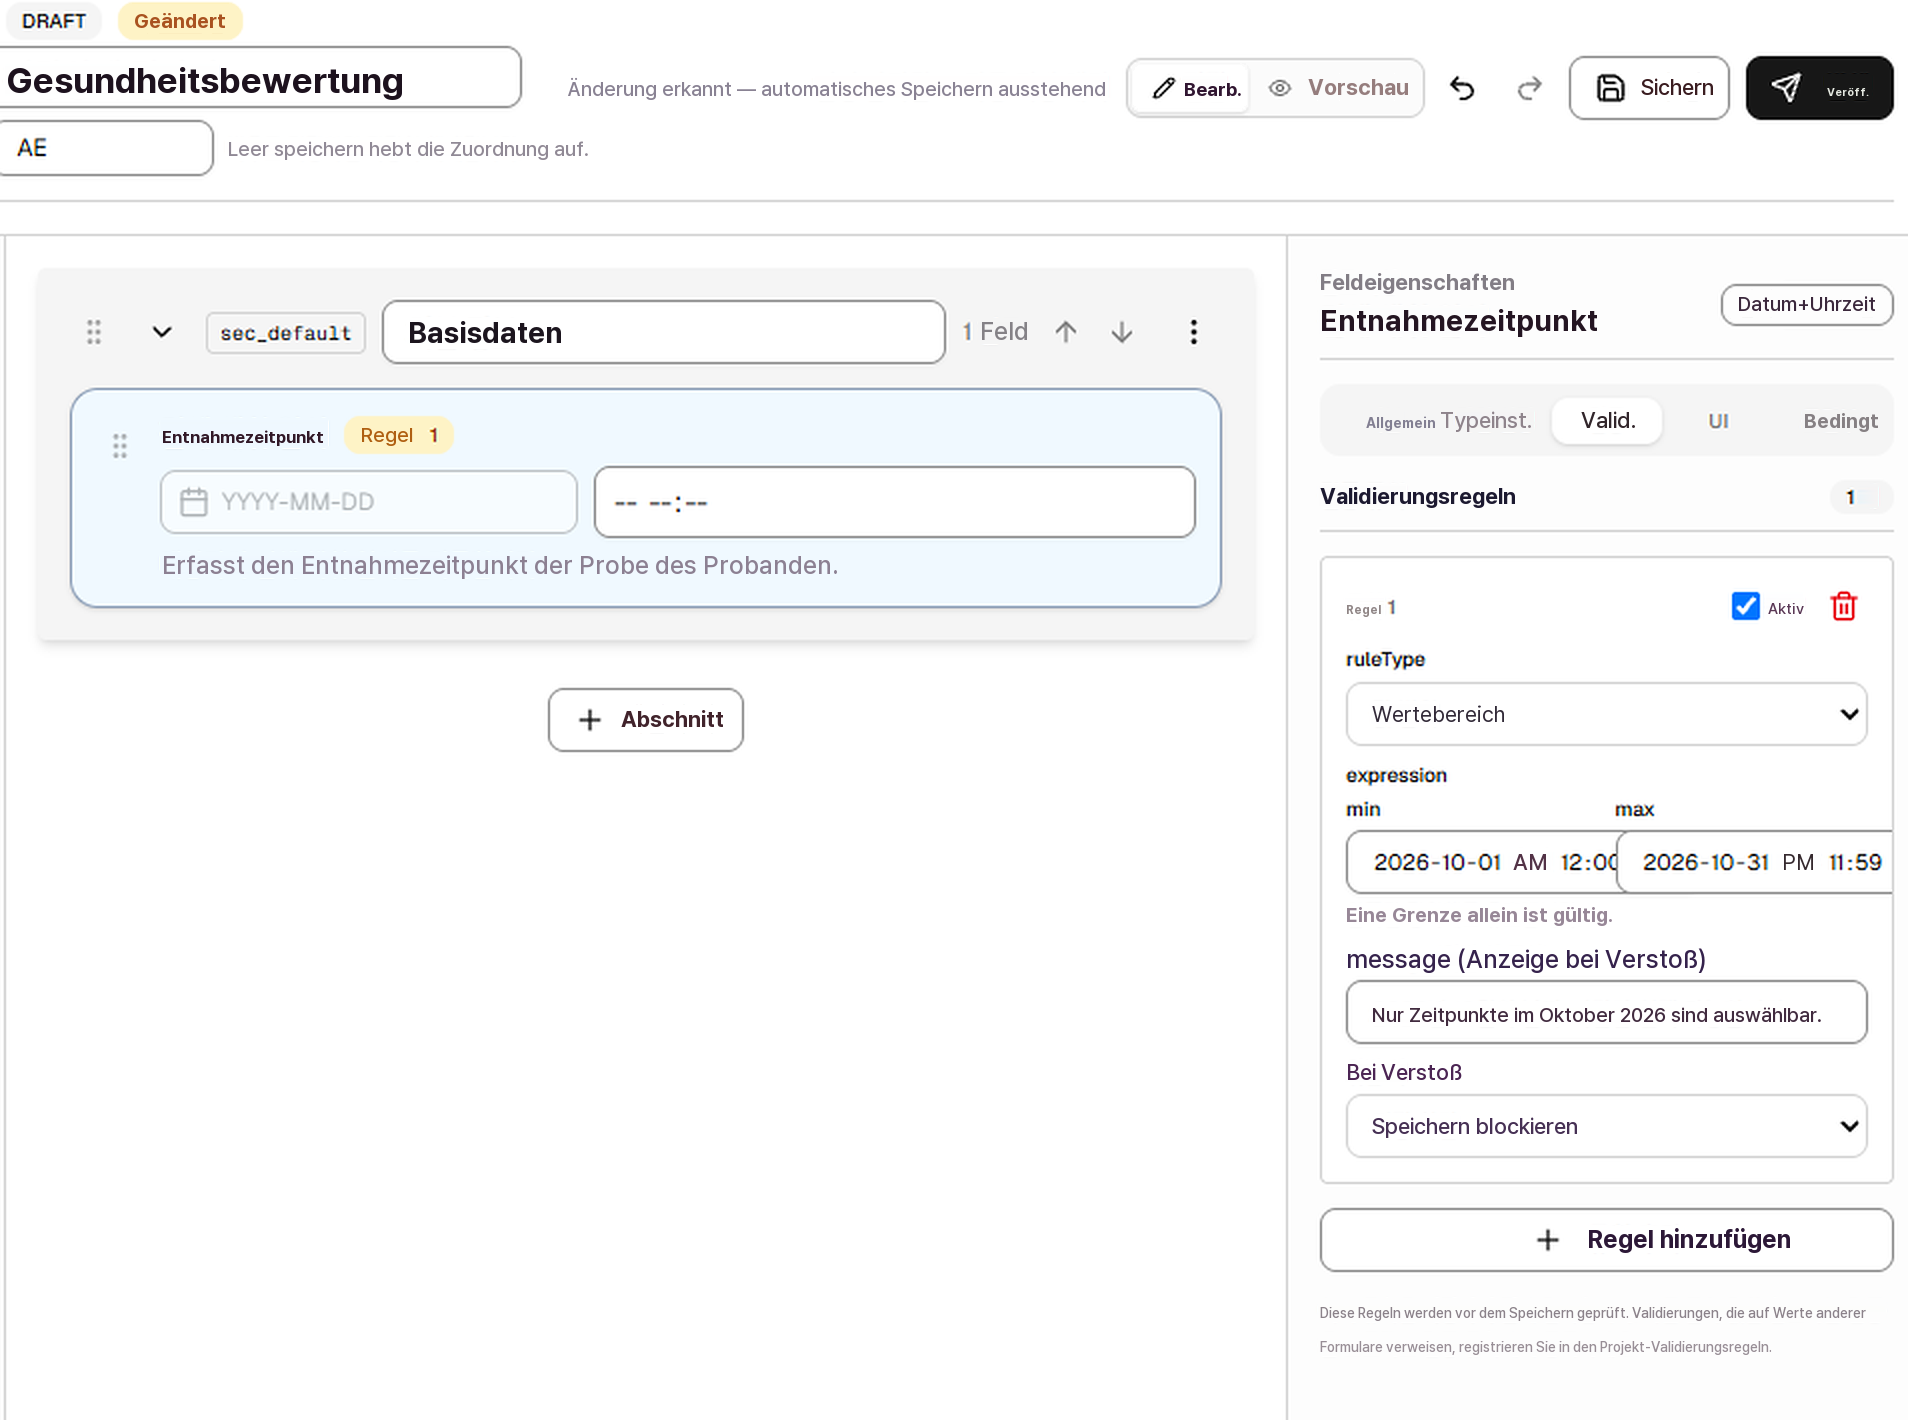 DRAFT Geändert
Gesundheitsbewertung
Änderung erkannt — automatisches Speichern ausstehend
Bearb. Vorschau Sichern Veröff.
AE Leer speichern hebt die Zuordnung auf.
sec_default Basisdaten 1 Feld
Entnahmezeitpunkt Regel 1
YYYY-MM-DD -- --:--
Erfasst den Entnahmezeitpunkt der Probe des Probanden.
Abschnitt
Feldeigenschaften
Entnahmezeitpunkt Datum+Uhrzeit
Allgemein Typeinst. Valid. UI Bedingt
Validierungsregeln 1
Regel 1 Aktiv
ruleType
Wertebereich
expression
min max
2026-10-01 AM 12:00 2026-10-31 PM 11:59
Eine Grenze allein ist gültig.
message (Anzeige bei Verstoß)
Nur Zeitpunkte im Oktober 2026 sind auswählbar.
Bei Verstoß
Speichern blockieren
Regel hinzufügen
Diese Regeln werden vor dem Speichern geprüft. Validierungen, die auf Werte anderer
Formulare verweisen, registrieren Sie in den Projekt-Validierungsregeln.